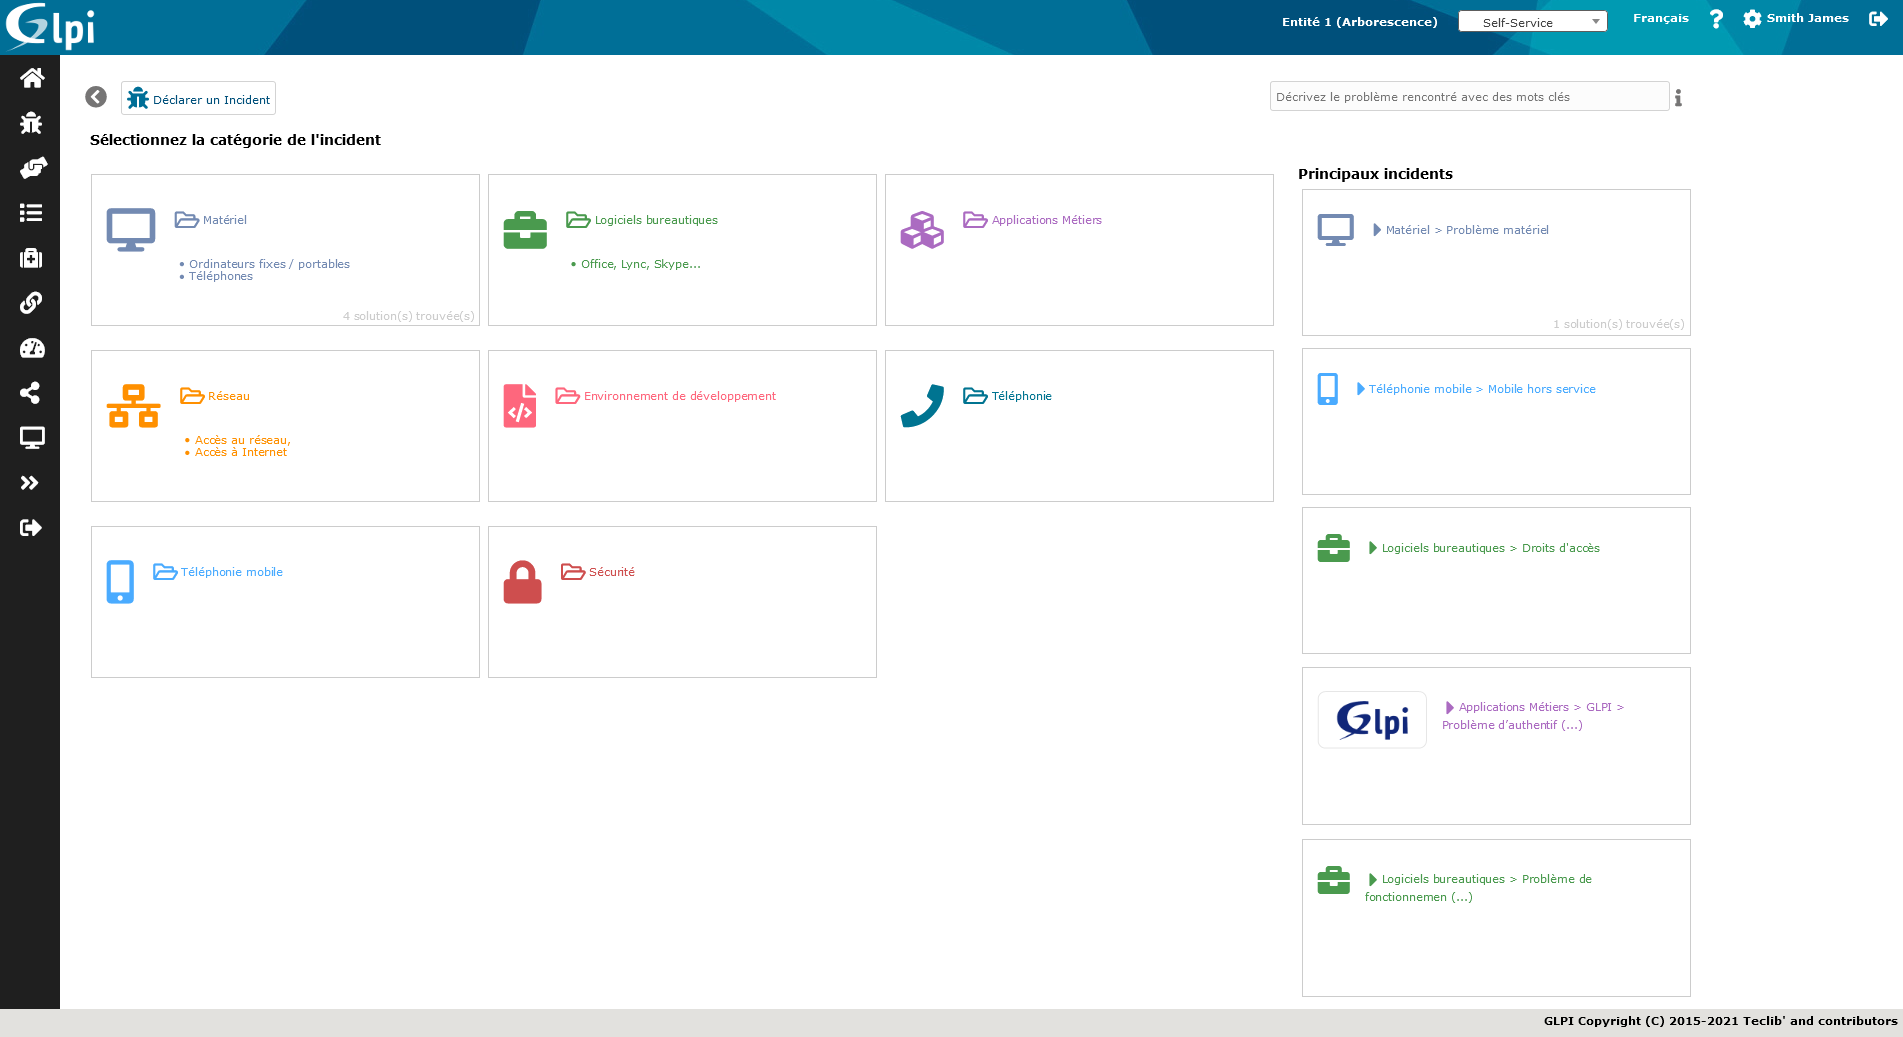 Glpi
Entité 1 (Arborescence)
Self-Service
Français
Smith James
Déclarer un Incident
Décrivez le problème rencontré avec des mots clés
Sélectionnez la catégorie de l'incident
Matériel
• Ordinateurs fixes / portables
• Téléphones
4 solution(s) trouvée(s)
Logiciels bureautiques
• Office, Lync, Skype...
Applications Métiers
Réseau
• Accès au réseau,
• Accès à Internet
Environnement de développement
Téléphonie
Téléphonie mobile
Sécurité
Principaux incidents
Matériel > Problème matériel
1 solution(s) trouvée(s)
Téléphonie mobile > Mobile hors service
Logiciels bureautiques > Droits d'accès
Glpi
Applications Métiers > GLPI >
Problème d’authentif (...)
Logiciels bureautiques > Problème de
fonctionnemen (...)
GLPI Copyright (C) 2015-2021 Teclib' and contributors